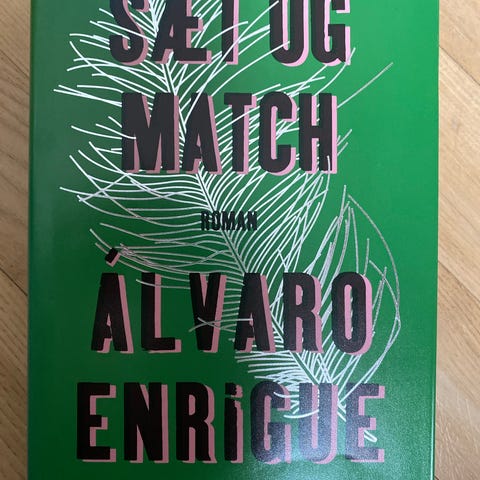 SÆT OG
MATCH
ROMAN
ÁLVARO
ENRiGUE